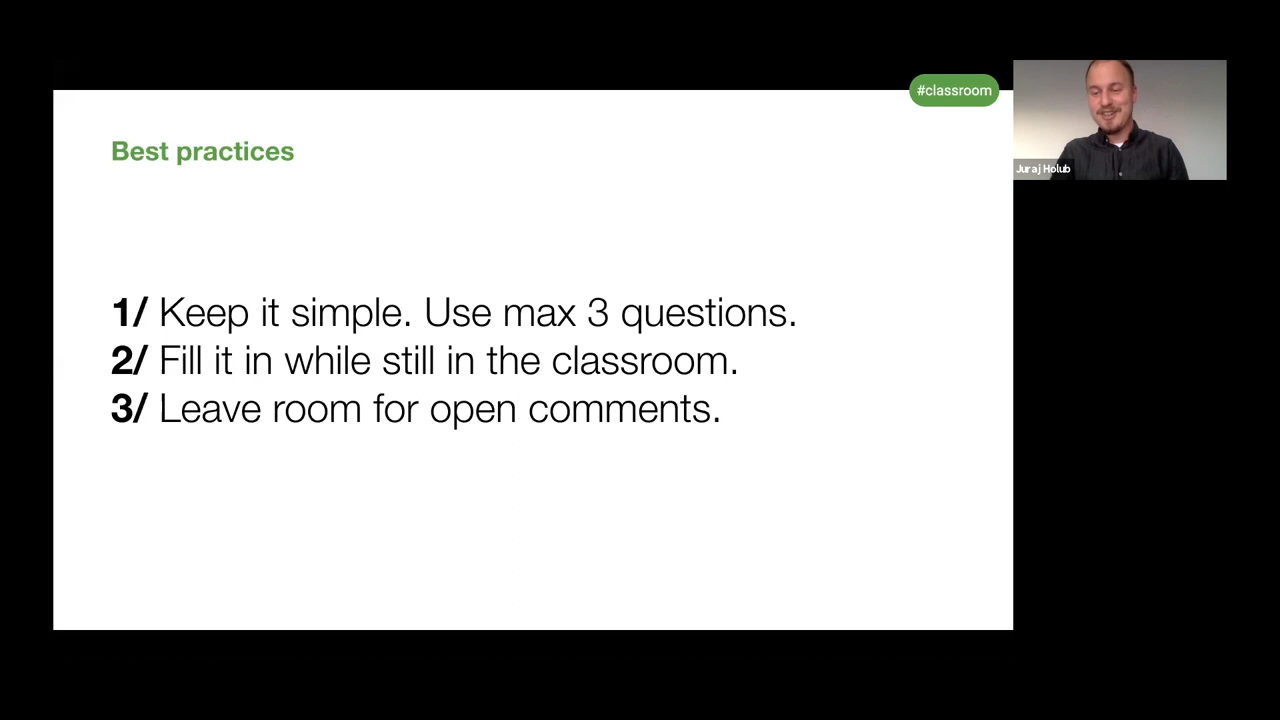 #classroom
Juraj Holub
Best practices
1/ Keep it simple. Use max 3 questions.
2/ Fill it in while still in the classroom.
3/ Leave room for open comments.